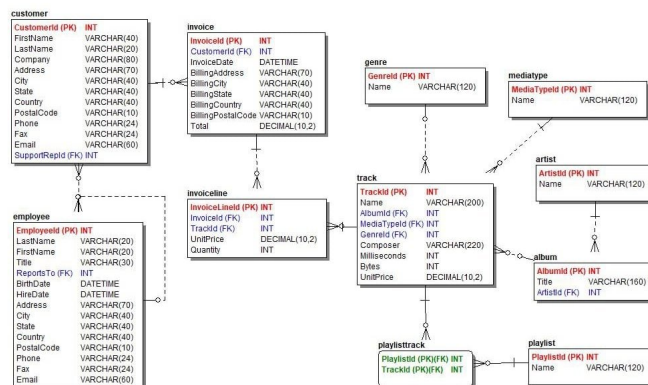 customer
CustomerId (PK) INT
FirstName VARCHAR(40)
LastName VARCHAR(20)
Company VARCHAR(80)
Address VARCHAR(70)
City VARCHAR(40)
State VARCHAR(40)
Country VARCHAR(40)
PostalCode VARCHAR(10)
Phone VARCHAR(24)
Fax VARCHAR(24)
Email VARCHAR(60)
SupportRepId (FK) INT
employee
EmployeeId (PK) INT
LastName VARCHAR(20)
FirstName VARCHAR(20)
Title VARCHAR(30)
ReportsTo (FK) INT
BirthDate DATETIME
HireDate DATETIME
Address VARCHAR(70)
City VARCHAR(40)
State VARCHAR(40)
Country VARCHAR(40)
PostalCode VARCHAR(10)
Phone VARCHAR(24)
Fax VARCHAR(24)
Email VARCHAR(60)
invoice
InvoiceId (PK) INT
CustomerId (FK) INT
InvoiceDate DATETIME
BillingAddress VARCHAR(70)
BillingCity VARCHAR(40)
BillingState VARCHAR(40)
BillingCountry VARCHAR(40)
BillingPostalCode VARCHAR(10)
Total DECIMAL(10,2)
invoiceline
InvoiceLineId (PK) INT
InvoiceId (FK) INT
TrackId (FK) INT
UnitPrice DECIMAL(10,2)
Quantity INT
genre
GenreId (PK) INT
Name VARCHAR(120)
mediatype
MediaTypeId (PK) INT
Name VARCHAR(120)
artist
ArtistId (PK) INT
Name VARCHAR(120)
track
TrackId (PK) INT
Name VARCHAR(200)
AlbumId (FK) INT
MediaTypeId (FK) INT
GenreId (FK) INT
Composer VARCHAR(220)
Milliseconds INT
Bytes INT
UnitPrice DECIMAL(10,2)
album
AlbumId (PK) INT
Title VARCHAR(160)
ArtistId (FK) INT
playlisttrack
PlaylistId (PK)(FK) INT
TrackId (PK)(FK) INT
playlist
PlaylistId (PK) INT
Name VARCHAR(120)